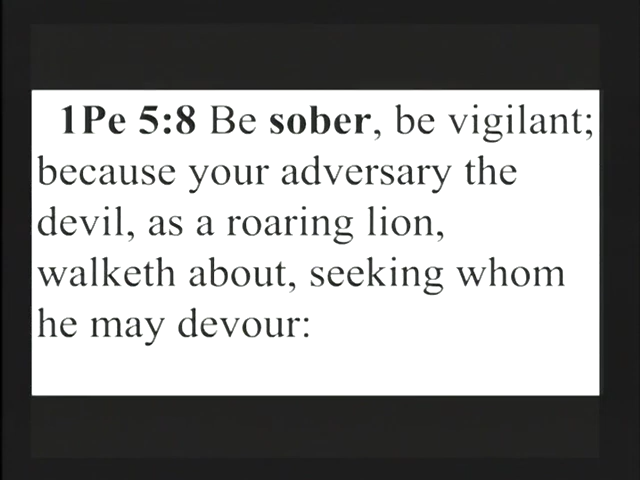 1Pe 5:8 Be sober, be vigilant;
because your adversary the
devil, as a roaring lion,
walketh about, seeking whom
he may devour: